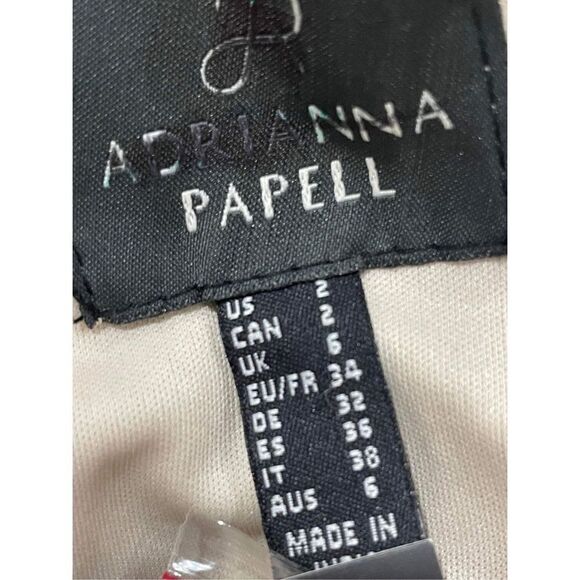 ADRIANNA
PAPELL
US 2
CAN 2
UK 6
EU/FR 34
DE 32
ES 36
IT 38
AUS 6
MADE IN